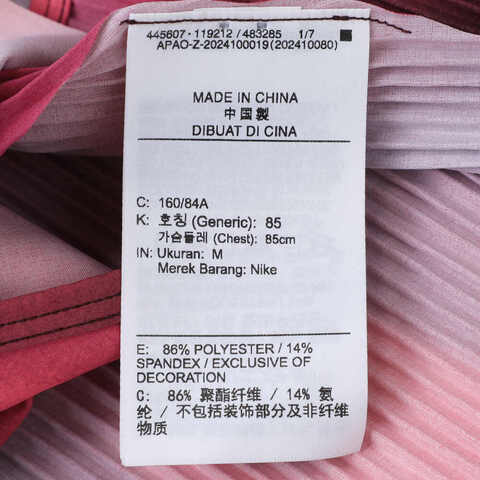 445607 - 119212 / 483285 1/7
APAO-Z-2024100019(202410080)
MADE IN CHINA
中国製
DIBUAT DI CINA
C: 160/84A
K: 호칭 (Generic): 85
가슴둘레 (Chest): 85cm
IN: Ukuran: M
Merek Barang: Nike
E: 86% POLYESTER / 14%
SPANDEX / EXCLUSIVE OF
DECORATION
C: 86% 聚酯纤维 / 14% 氨
纶 / 不包括装饰部分及非纤维
物质